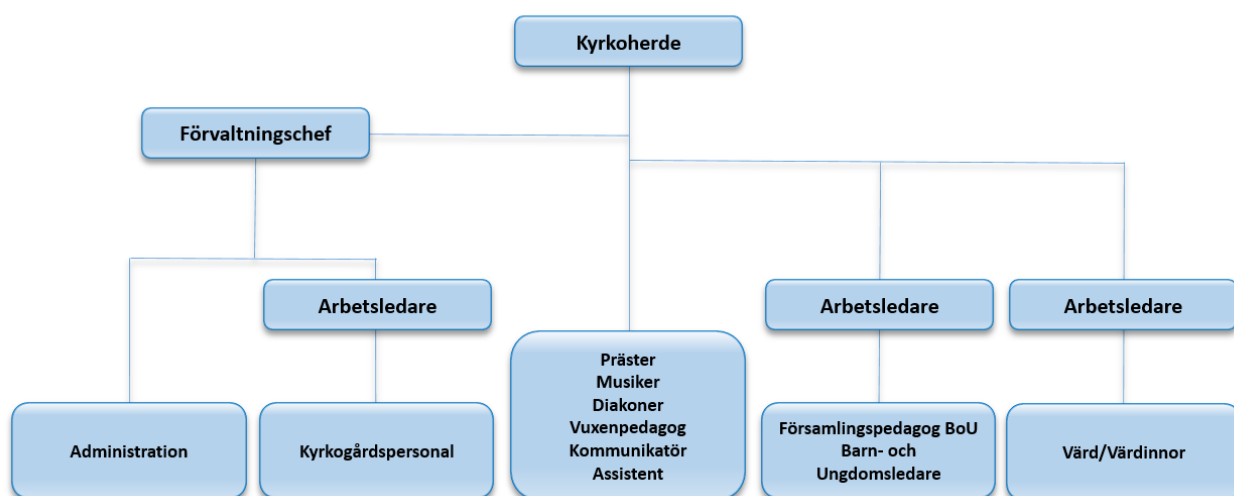 Kyrkoherde
Förvaltningschef
Arbetsledare
Arbetsledare
Arbetsledare
Präster
Musiker
Diakoner
Vuxenpedagog
Kommunikatör
Assistent
Administration
Kyrkogårdspersonal
Församlingspedagog BoU
Barn- och
Ungdomsledare
Värd/Värdinnor